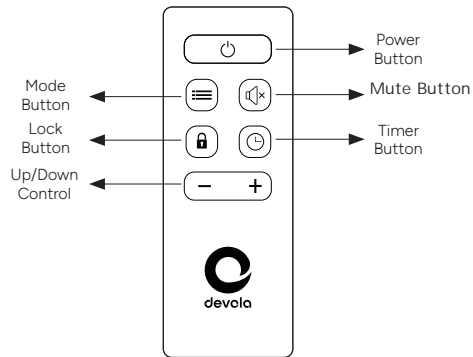 Power
Button
Mode
Button
Mute Button
Lock
Button
Timer
Button
Up/Down
Control
devola